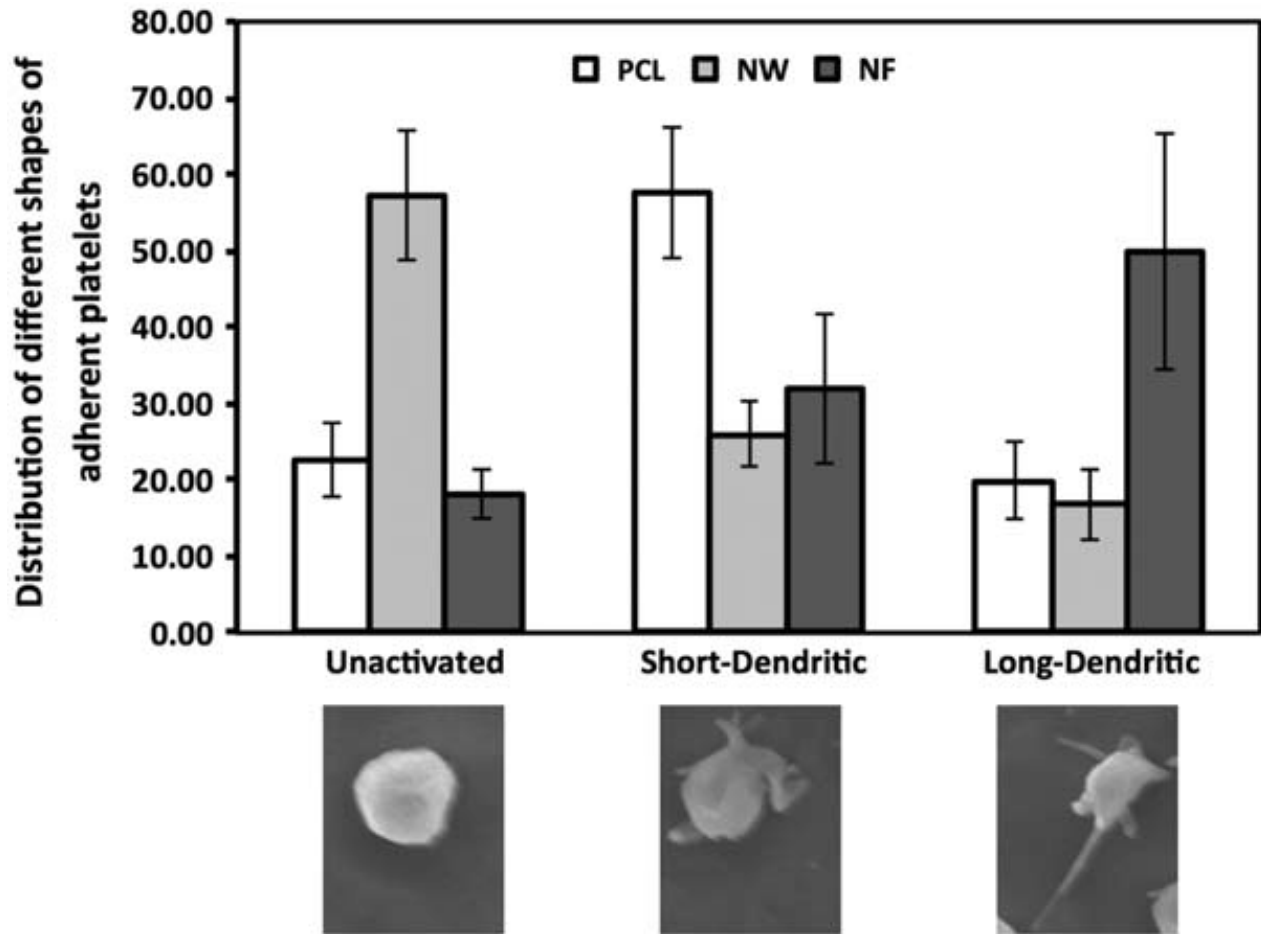 Distribution of different shapes of
adherent platelets
80.00
70.00
60.00
50.00
40.00
30.00
20.00
10.00
0.00
PCL NW NF
Unactivated Short-Dendritic Long-Dendritic